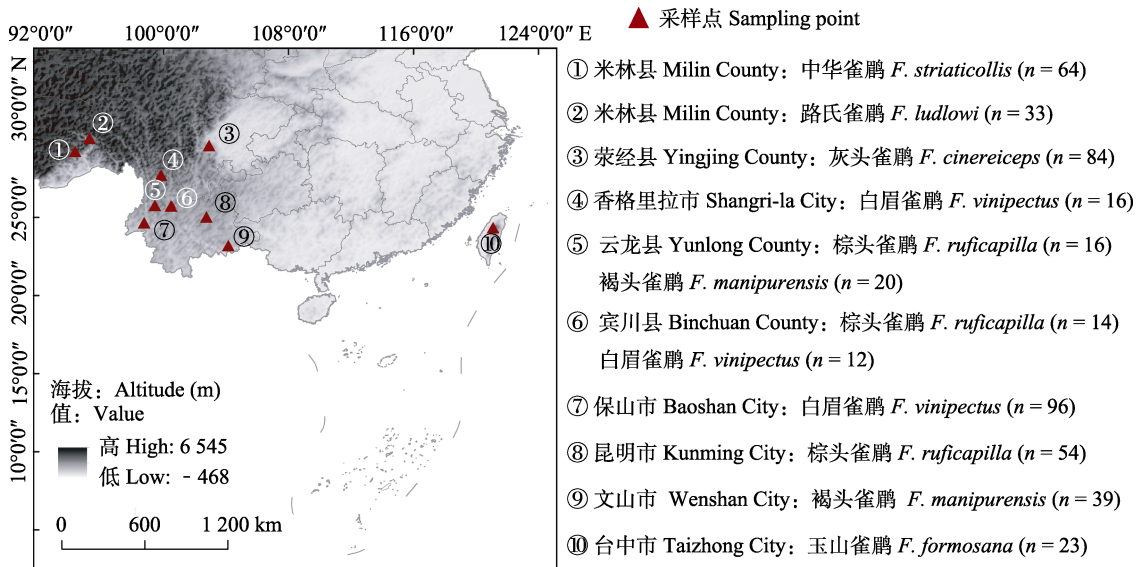 92°0′0″ 100°0′0″ 108°0′0″ 116°0′0″ 124°0′0″ E
30°0′0″ N
25°0′0″
20°0′0″
15°0′0″
10°0′0″
①
②
③
④
⑤
⑥
⑦
⑧
⑨
⑩
海拔：Altitude (m)
值：Value
高 High: 6 545
低 Low: －468
0 600 1 200 km
采样点 Sampling point
① 米林县 Milin County：中华雀鹛 F. striaticollis (n = 64)
② 米林县 Milin County：路氏雀鹛 F. ludlowi (n = 33)
③ 荥经县 Yingjing County：灰头雀鹛 F. cinereiceps (n = 84)
④ 香格里拉市 Shangri-la City：白眉雀鹛 F. vinipectus (n = 16)
⑤ 云龙县 Yunlong County：棕头雀鹛 F. ruficapilla (n = 16)
褐头雀鹛 F. manipurensis (n = 20)
⑥ 宾川县 Binchuan County：棕头雀鹛 F. ruficapilla (n = 14)
白眉雀鹛 F. vinipectus (n = 12)
⑦ 保山市 Baoshan City：白眉雀鹛 F. vinipectus (n = 96)
⑧ 昆明市 Kunming City：棕头雀鹛 F. ruficapilla (n = 54)
⑨ 文山市 Wenshan City：褐头雀鹛 F. manipurensis (n = 39)
⑩ 台中市 Taizhong City：玉山雀鹛 F. formosana (n = 23)